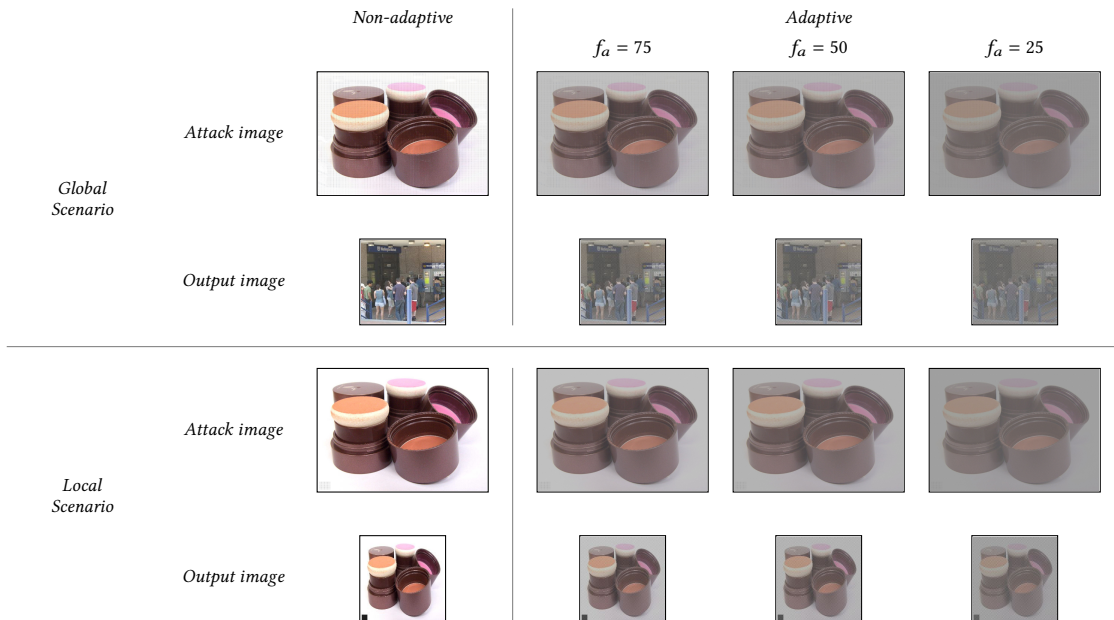 Non-adaptive
Adaptive
f_a = 75
f_a = 50
f_a = 25
Attack image
Global
Scenario
Output image
Attack image
Local
Scenario
Output image